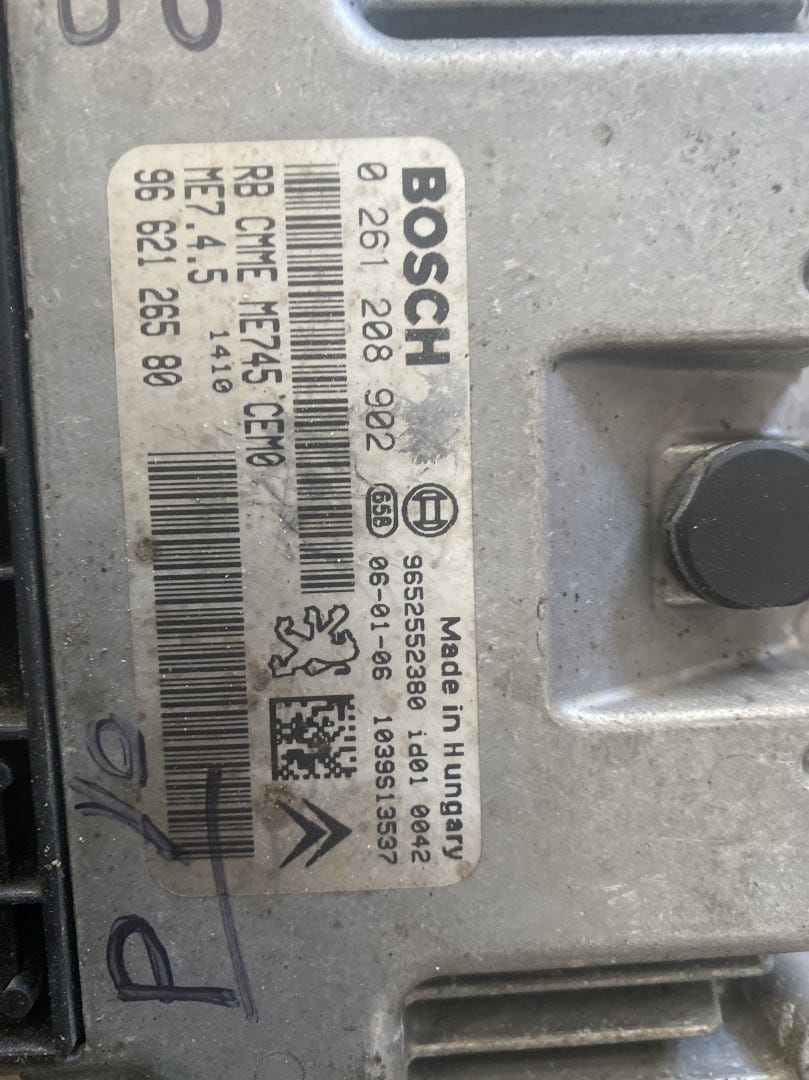 BOSCH
Made in Hungary
9652552380 id01 0042
0 261 208 902
658
06-01-06 1039S13537
RB CMME ME745 CEM0
ME7.4.5
1410
96 621 265 80